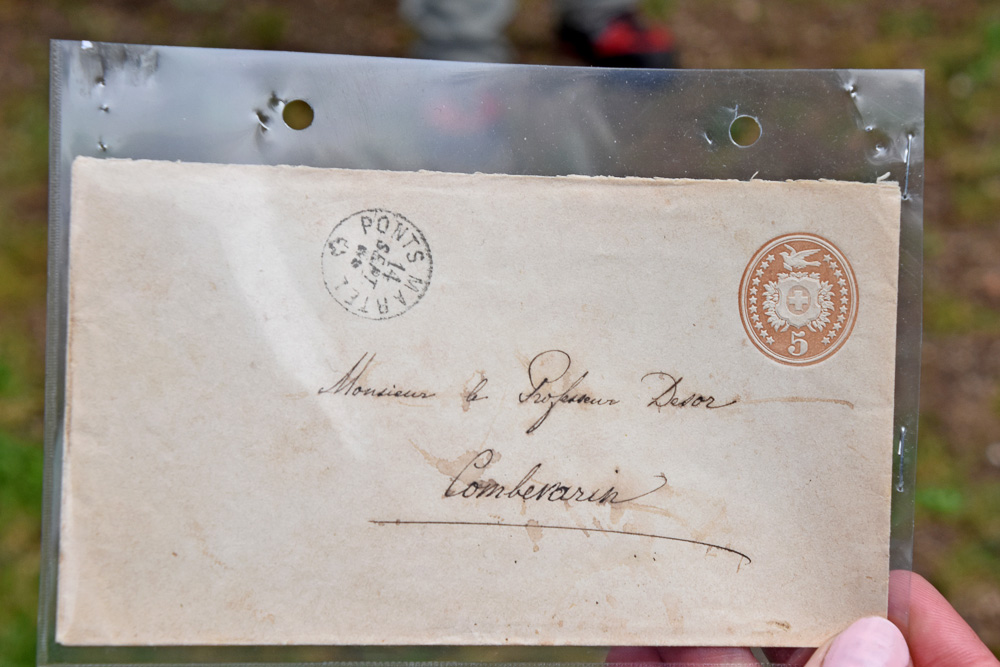 PONTS MARTEL
14
SEPT
5
Monsieur le Professeur Desor
Combevarin